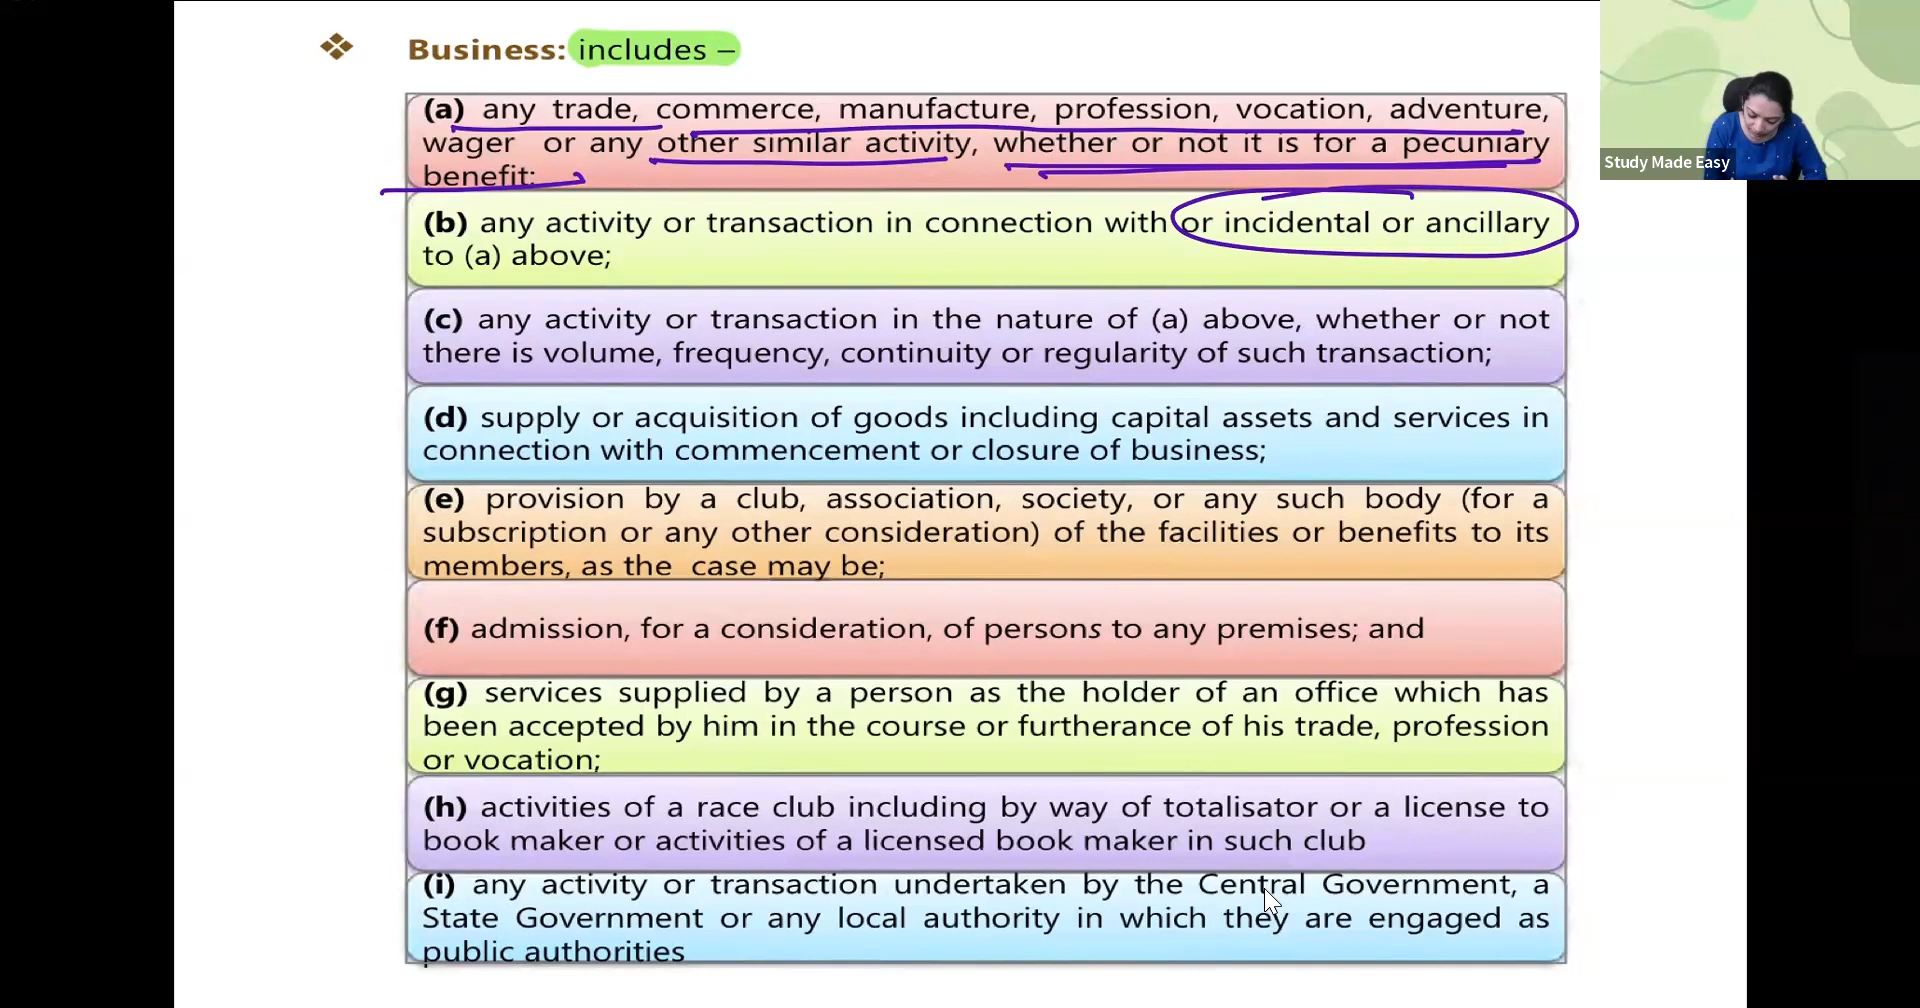 Business: includes –
(a) any trade, commerce, manufacture, profession, vocation, adventure,
wager or any other similar activity, whether or not it is for a pecuniary
benefit;
(b) any activity or transaction in connection with or incidental or ancillary
to (a) above;
(c) any activity or transaction in the nature of (a) above, whether or not
there is volume, frequency, continuity or regularity of such transaction;
(d) supply or acquisition of goods including capital assets and services in
connection with commencement or closure of business;
(e) provision by a club, association, society, or any such body (for a
subscription or any other consideration) of the facilities or benefits to its
members, as the case may be;
(f) admission, for a consideration, of persons to any premises; and
(g) services supplied by a person as the holder of an office which has
been accepted by him in the course or furtherance of his trade, profession
or vocation;
(h) activities of a race club including by way of totalisator or a license to
book maker or activities of a licensed book maker in such club
(i) any activity or transaction undertaken by the Central Government, a
State Government or any local authority in which they are engaged as
public authorities
Study Made Easy